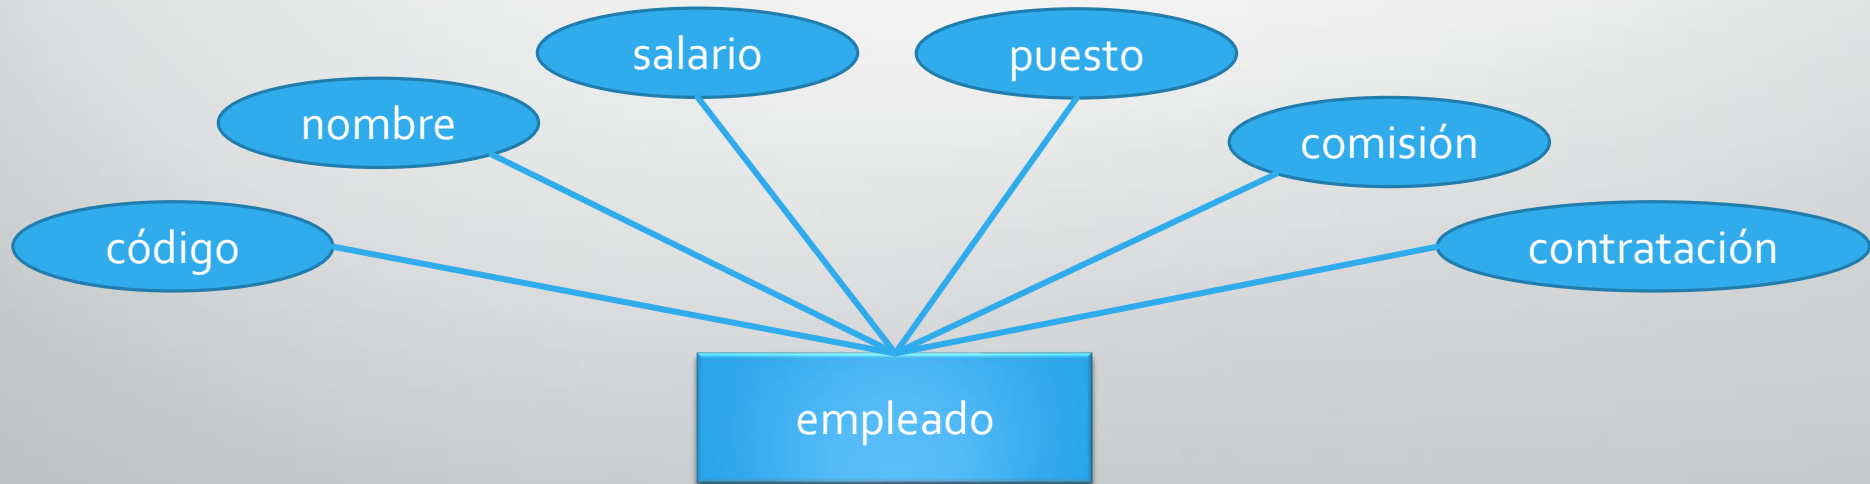 salario
puesto
nombre
comisión
código
contratación
empleado